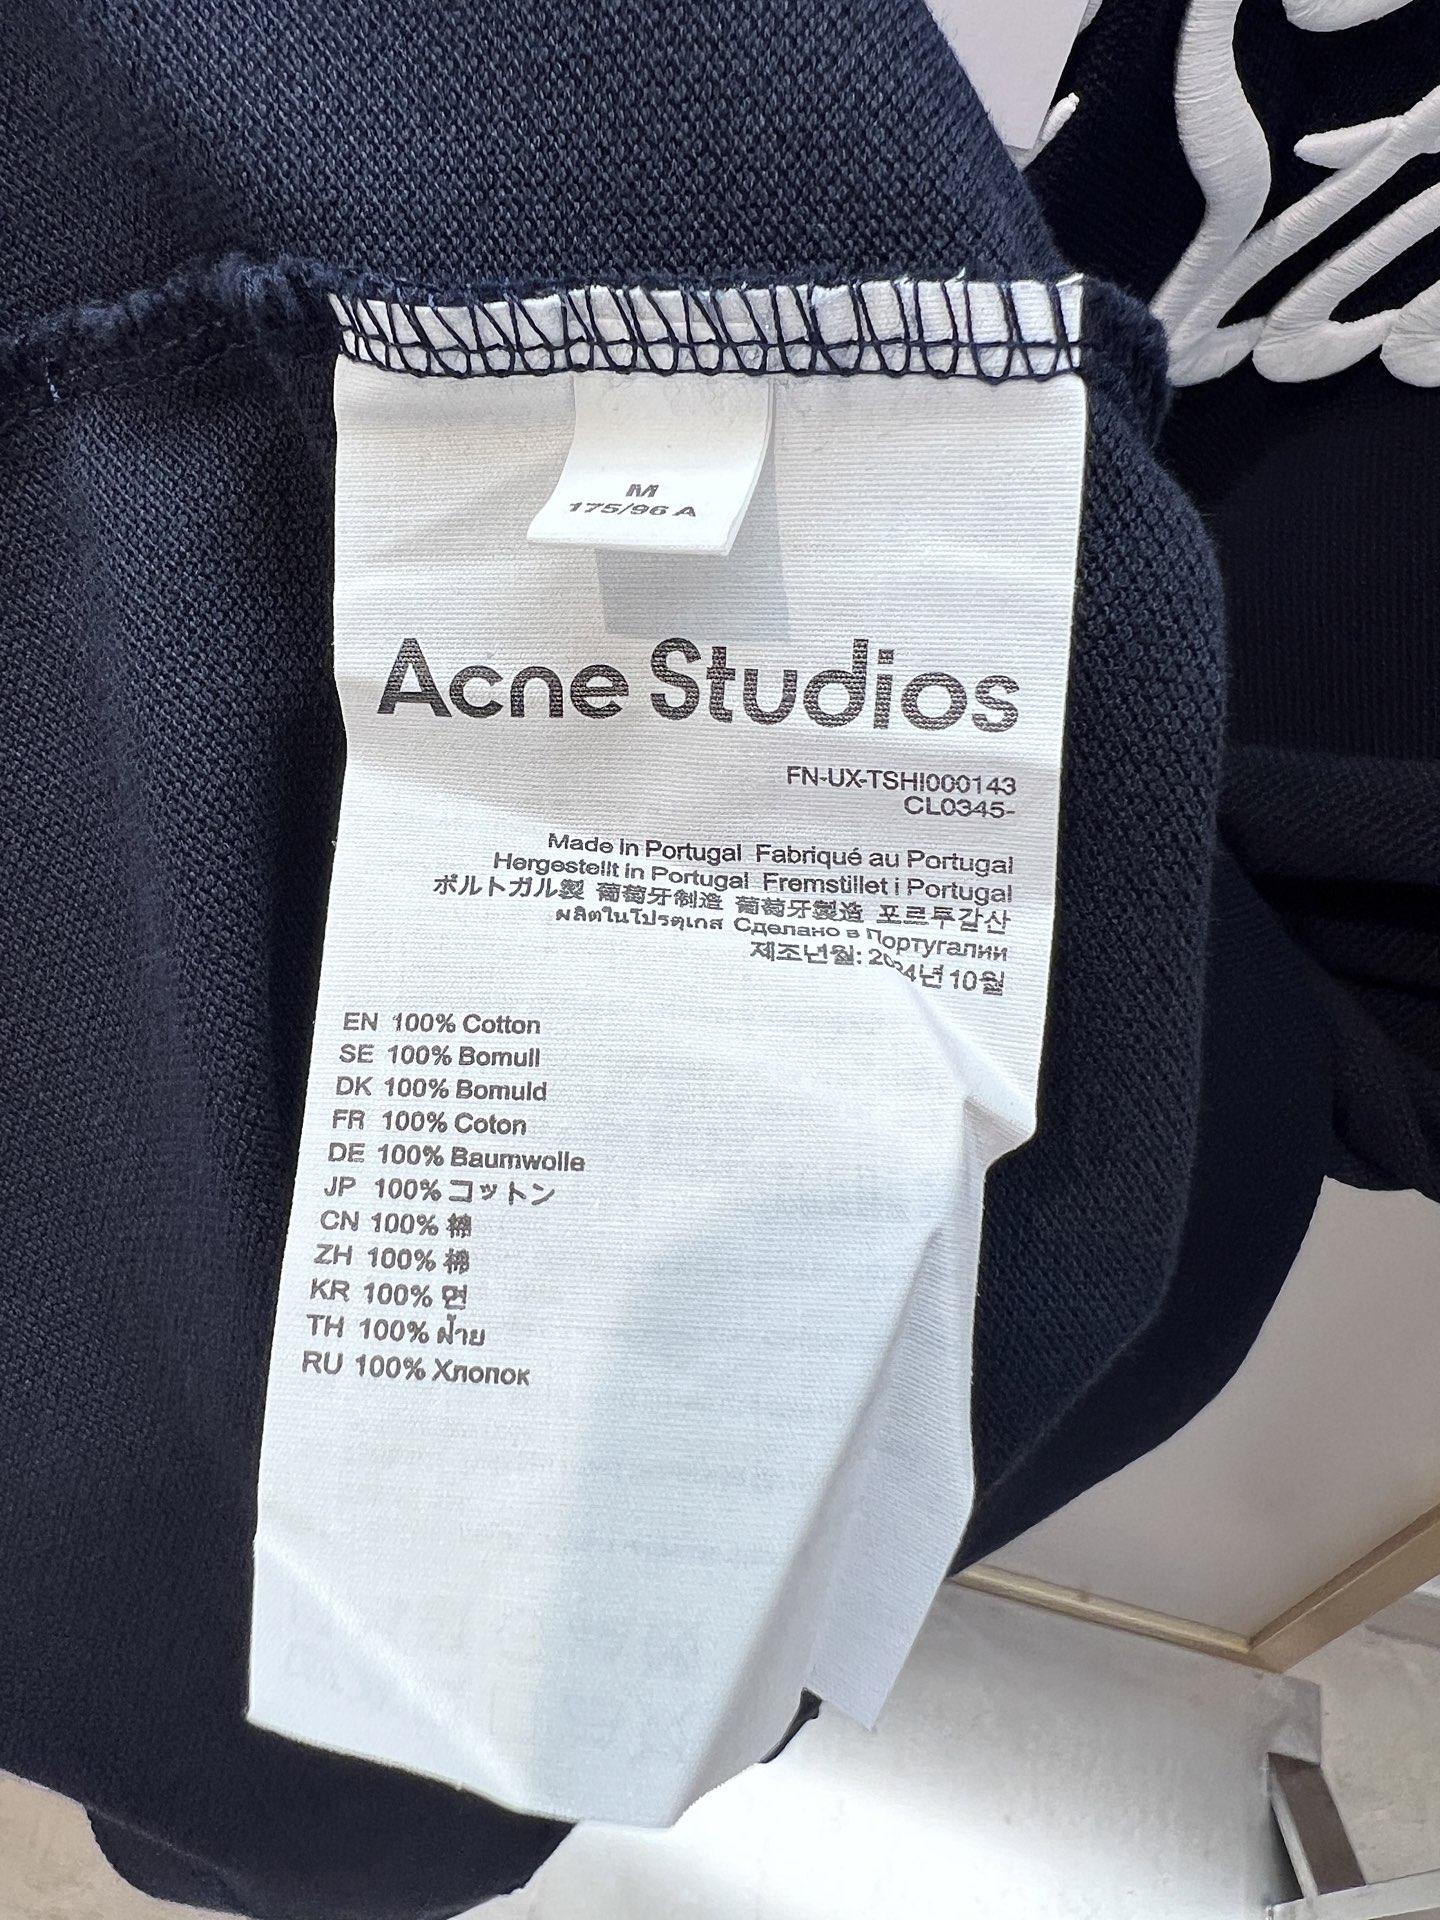 M
175/96 A
Acne Studios
FN-UX-TSHI000143
CL0345-
Made in Portugal Fabriqué au Portugal
Hergestellt in Portugal Fremstillet i Portugal
ポルトガル製 葡萄牙制造 葡萄牙製造 포르투갈산
ผลิตในโปรตุเกส Сделано в Португалии
제조년월: 2024년 10월
EN 100% Cotton
SE 100% Bomull
DK 100% Bomuld
FR 100% Coton
DE 100% Baumwolle
JP 100% コットン
CN 100% 棉
ZH 100% 棉
KR 100% 면
TH 100% ฝ้าย
RU 100% Хлопок